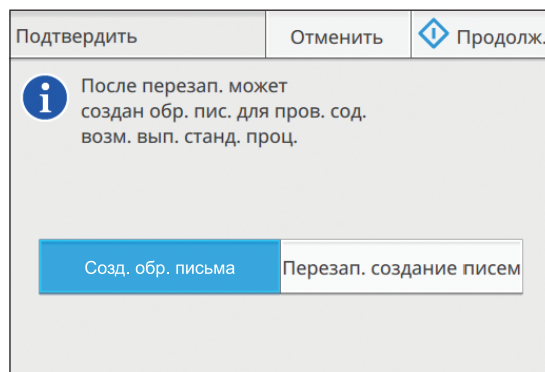 Подтвердить
Отменить
Продолж.
После перезап. может
создан обр. пис. для пров. сод.
возм. вып. станд. проц.
Созд. обр. письма
Перезап. создание писем